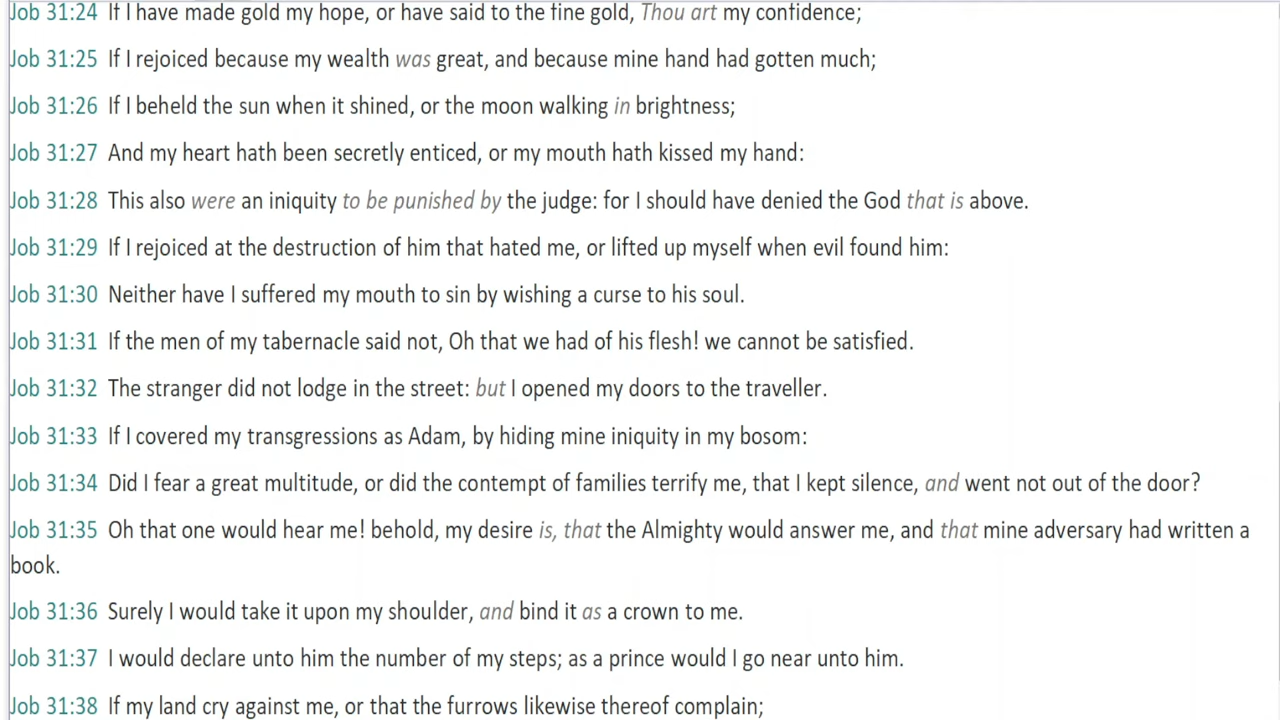 Job 31:24 If I have made gold my hope, or have said to the fine gold, Thou art my confidence;
Job 31:25 If I rejoiced because my wealth was great, and because mine hand had gotten much;
Job 31:26 If I beheld the sun when it shined, or the moon walking in brightness;
Job 31:27 And my heart hath been secretly enticed, or my mouth hath kissed my hand:
Job 31:28 This also were an iniquity to be punished by the judge: for I should have denied the God that is above.
Job 31:29 If I rejoiced at the destruction of him that hated me, or lifted up myself when evil found him:
Job 31:30 Neither have I suffered my mouth to sin by wishing a curse to his soul.
Job 31:31 If the men of my tabernacle said not, Oh that we had of his flesh! we cannot be satisfied.
Job 31:32 The stranger did not lodge in the street: but I opened my doors to the traveller.
Job 31:33 If I covered my transgressions as Adam, by hiding mine iniquity in my bosom:
Job 31:34 Did I fear a great multitude, or did the contempt of families terrify me, that I kept silence, and went not out of the door?
Job 31:35 Oh that one would hear me! behold, my desire is, that the Almighty would answer me, and that mine adversary had written a
book.
Job 31:36 Surely I would take it upon my shoulder, and bind it as a crown to me.
Job 31:37 I would declare unto him the number of my steps; as a prince would I go near unto him.
Job 31:38 If my land cry against me, or that the furrows likewise thereof complain;